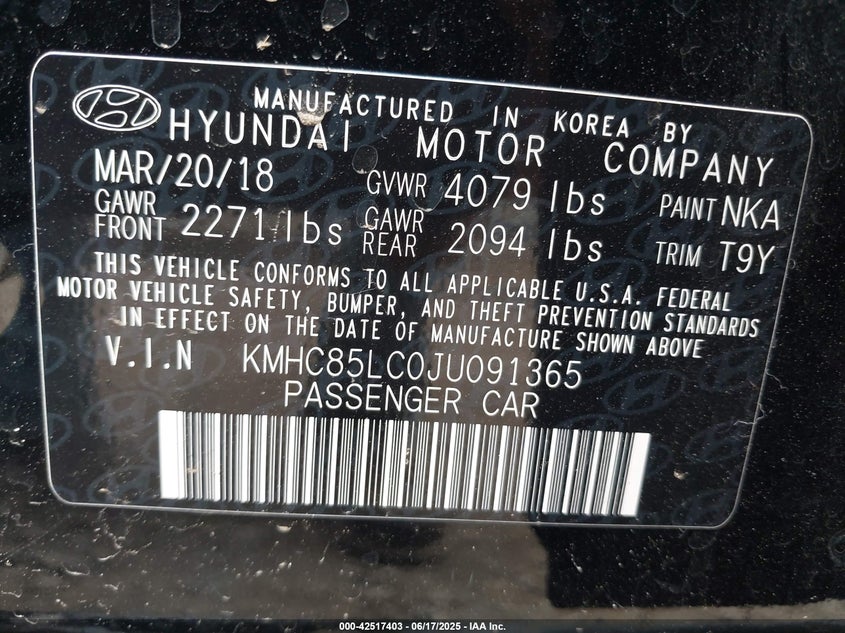 MANUFACTURED IN KOREA BY
HYUNDAI MOTOR COMPANY
MAR/20/18 GVWR 4079 lbs PAINT NKA
GAWR FRONT 2271 lbs GAWR REAR 2094 lbs TRIM T9Y
THIS VEHICLE CONFORMS TO ALL APPLICABLE U.S.A. FEDERAL
MOTOR VEHICLE SAFETY, BUMPER, AND THEFT PREVENTION STANDARDS
IN EFFECT ON THE DATE OF MANUFACTURE SHOWN ABOVE
V.I.N KMHC85LC0JU091365
PASSENGER CAR
000-42517403 - 06/17/2025 - IAA Inc.